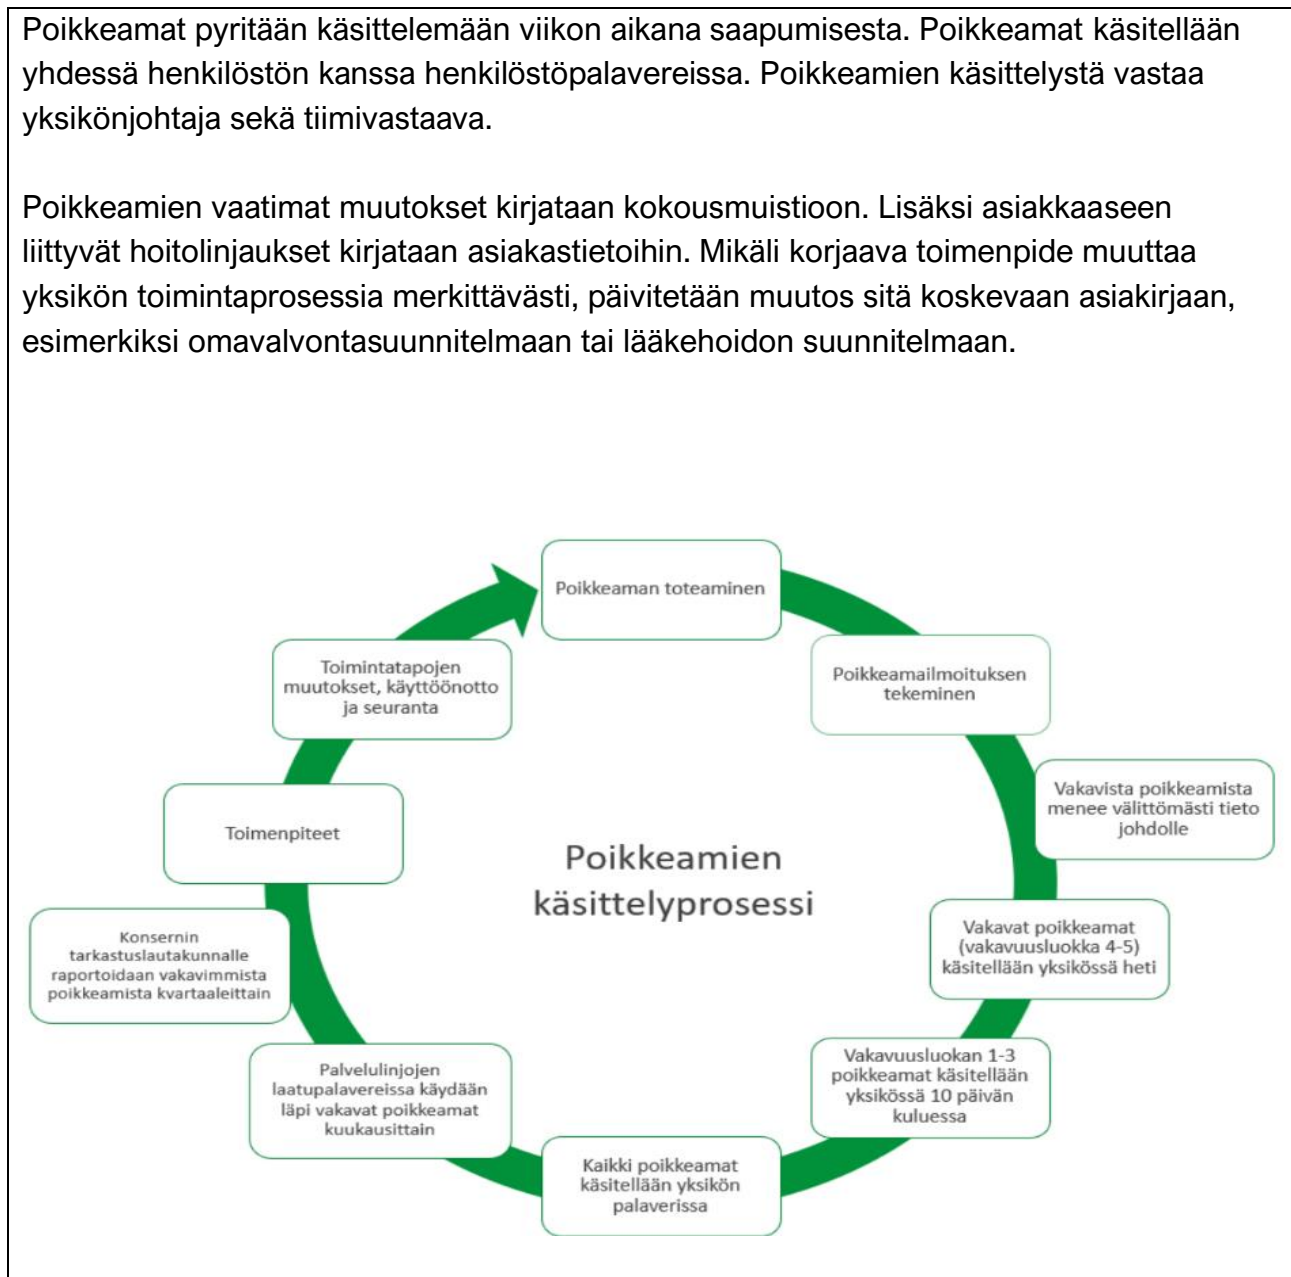 Poikkeamat pyritään käsittelemään viikon aikana saapumisesta. Poikkeamat käsitellään
yhdessä henkilöstön kanssa henkilöstöpalavereissa. Poikkeamien käsittelystä vastaa
yksikönjohtaja sekä tiimivastaava.
Poikkeamien vaatimat muutokset kirjataan kokousmuistioon. Lisäksi asiakkaaseen
liittyvät hoitolinjaukset kirjataan asiakastietoihin. Mikäli korjaava toimenpide muuttaa
yksikön toimintaprosessia merkittävästi, päivitetään muutos sitä koskevaan asiakirjaan,
esimerkiksi omavalvontasuunnitelmaan tai lääkehoidon suunnitelmaan.
Poikkeamien
käsittelyprosessi
Poikkeaman toteaminen
Poikkeamailmoituksen
tekeminen
Vakavista poikkeamista
menee välittömästi tieto
johdolle
Vakavat poikkeamat
(vakavuusluokka 4-5)
käsitellään yksikössä heti
Vakavuusluokan 1-3
poikkeamat käsitellään
yksikössä 10 päivän
kuluessa
Kaikki poikkeamat
käsitellään yksikön
palaverissa
Palvelulinjojen
laatupalavereissa käydään
läpi vakavat poikkeamat
kuukausittain
Konsernin
tarkastuslautakunnalle
raportoidaan vakavimmista
poikkeamista kvartaaleittain
Toimenpiteet
Toimintatapojen
muutokset, käyttöönotto
ja seuranta